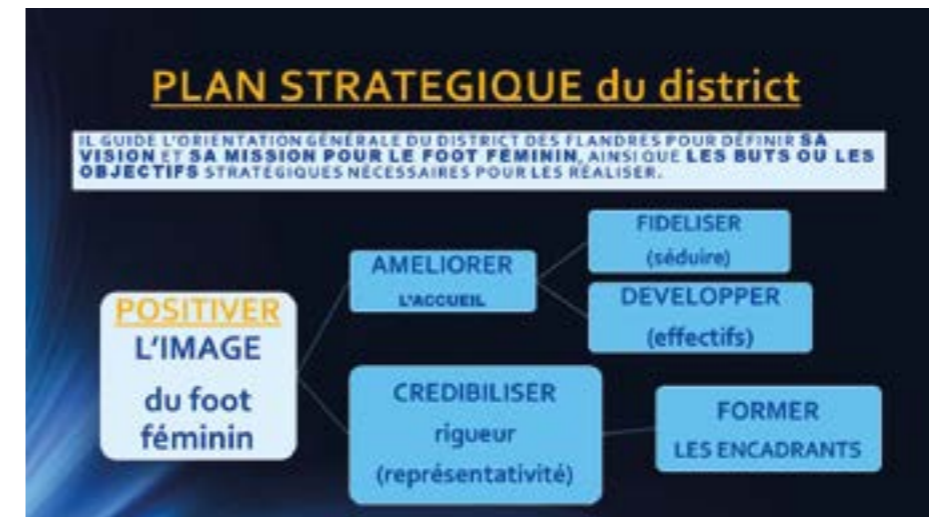 PLAN STRATEGIQUE du district
IL GUIDE L'ORIENTATION GÉNÉRALE DU DISTRICT DES FLANDRES POUR DÉFINIR SA
VISION ET SA MISSION POUR LE FOOT FÉMININ, AINSI QUE LES BUTS OU LES
OBJECTIFS STRATÉGIQUES NÉCESSAIRES POUR LES RÉALISER.
POSITIVER
L'IMAGE
du foot
féminin
AMELIORER
L'ACCUEIL
FIDELISER
(séduire)
DEVELOPPER
(effectifs)
CREDIBILISER
rigueur
(représentativité)
FORMER
LES ENCADRANTS